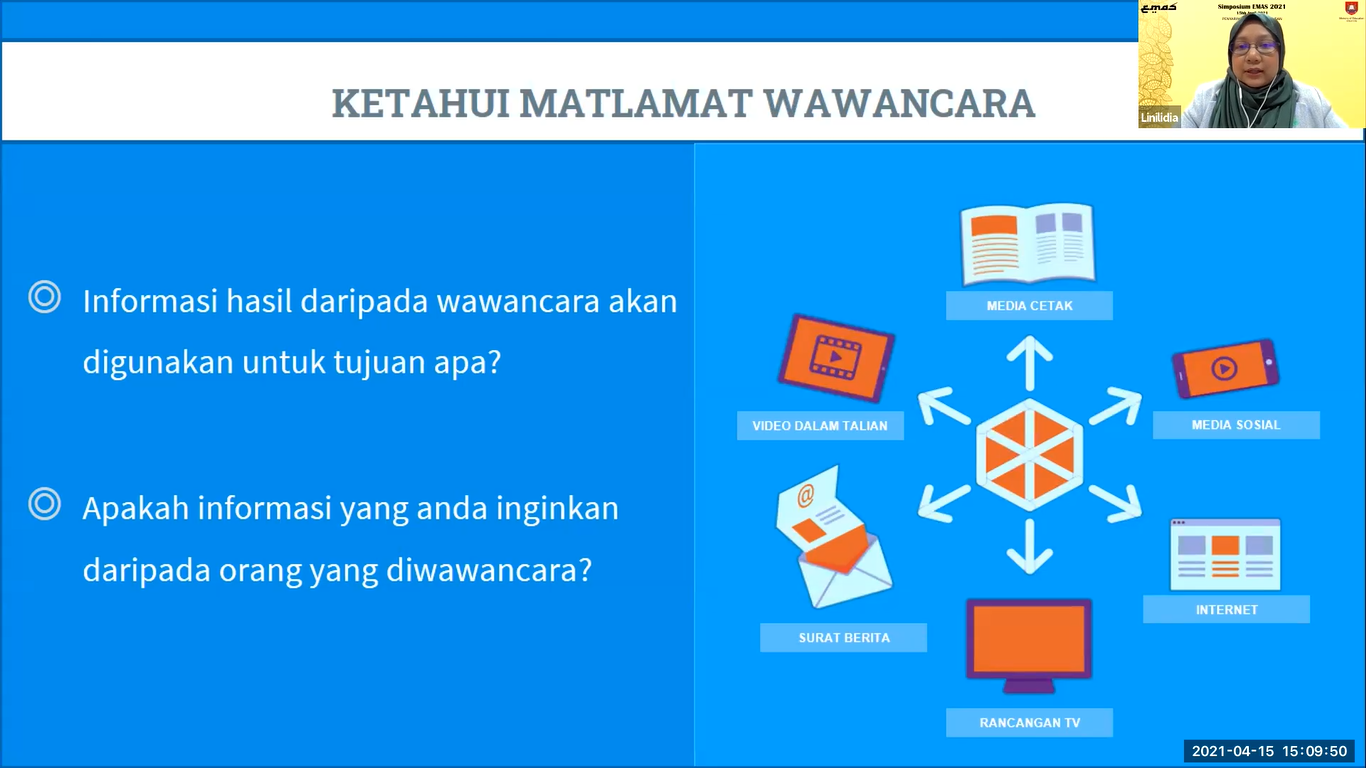 Simposium EMAS 2021
Linilidia
KETAHUI MATLAMAT WAWANCARA
Informasi hasil daripada wawancara akan
digunakan untuk tujuan apa?
Apakah informasi yang anda inginkan
daripada orang yang diwawancara?
MEDIA CETAK
VIDEO DALAM TALIAN
MEDIA SOSIAL
@
SURAT BERITA
INTERNET
RANCANGAN TV
2021-04-15 15:09:50